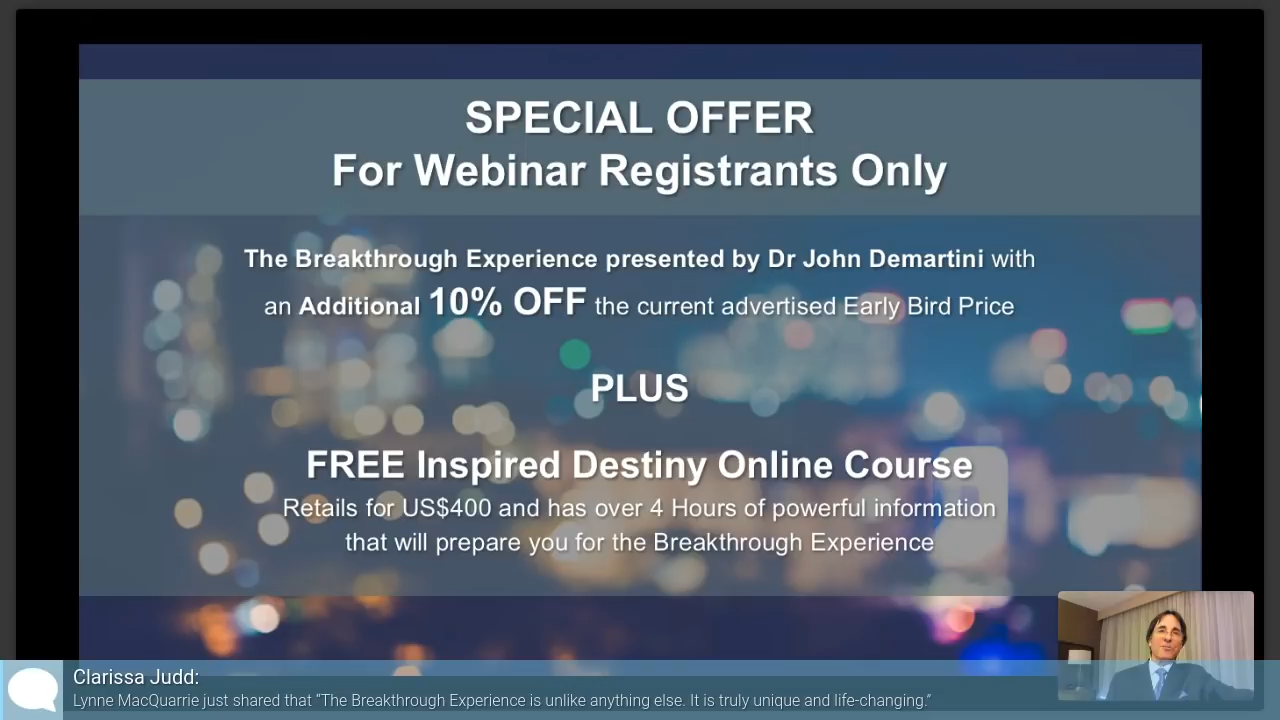 SPECIAL OFFER
For Webinar Registrants Only
The Breakthrough Experience presented by Dr John Demartini with
an Additional 10% OFF the current advertised Early Bird Price
PLUS
FREE Inspired Destiny Online Course
Retails for US$400 and has over 4 Hours of powerful information
that will prepare you for the Breakthrough Experience
Clarissa Judd:
Lynne MacQuarrie just shared that “The Breakthrough Experience is unlike anything else. It is truly unique and life-changing.”